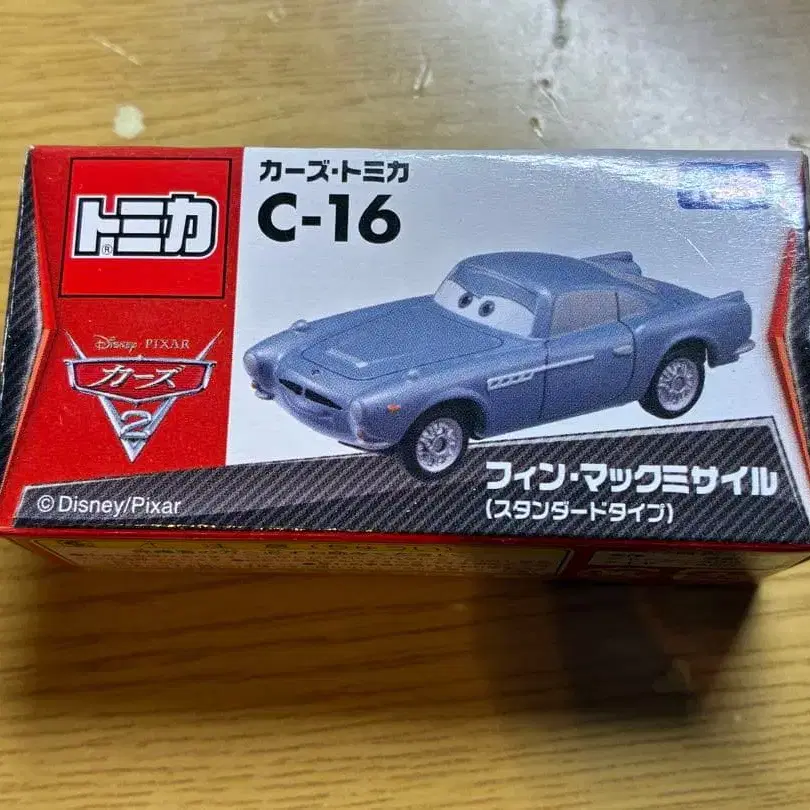 カーズ・トミカ
C-16
トミカ
®
Disney・PIXAR
カーズ
2
フィン・マックミサイル
(スタンダードタイプ)
©Disney/Pixar